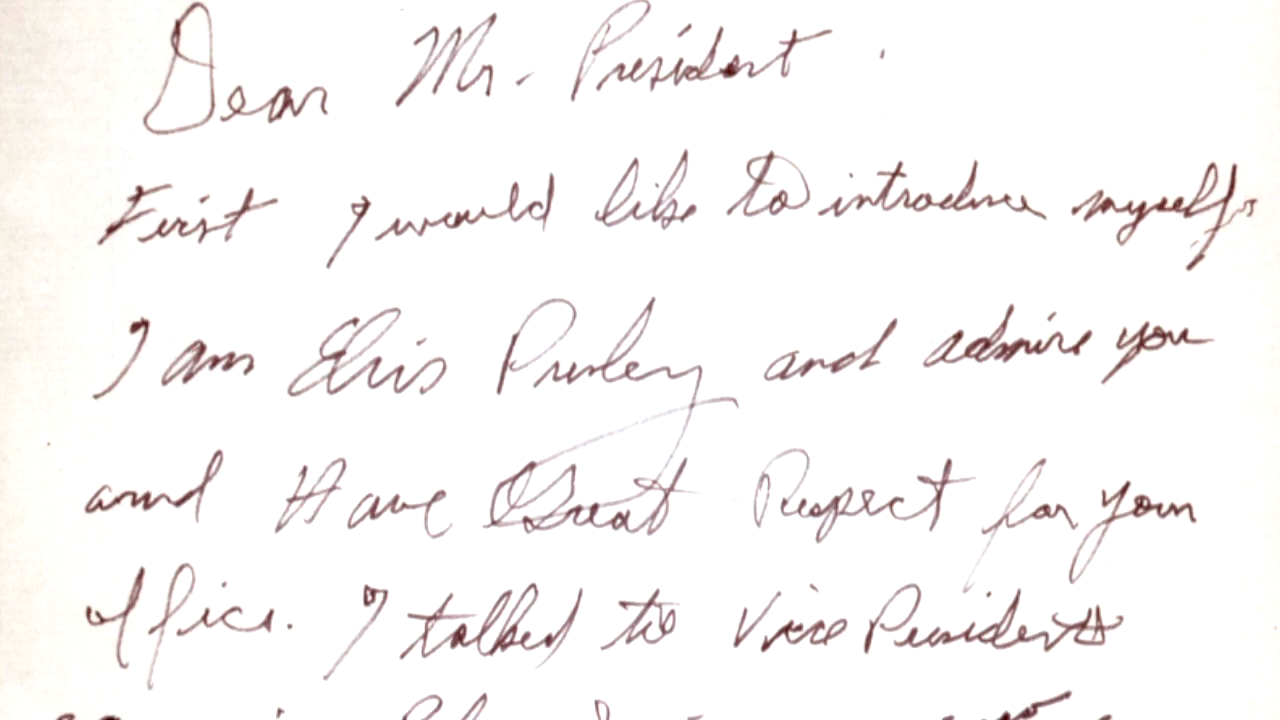 Dear Mr. President.
First I would like to introduce myself.
I am Elvis Presley and admire you
and Have Great Respect for your
office. I talked to Vice President